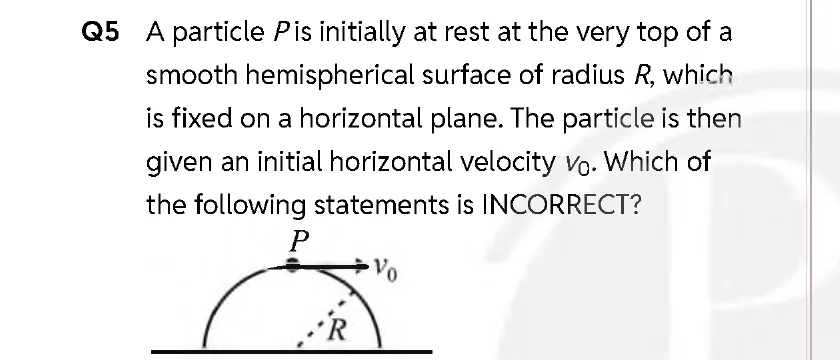 Q5 A particle P is initially at rest at the very top of a
smooth hemispherical surface of radius R, which
is fixed on a horizontal plane. The particle is then
given an initial horizontal velocity v₀. Which of
the following statements is INCORRECT?
P
v₀
R